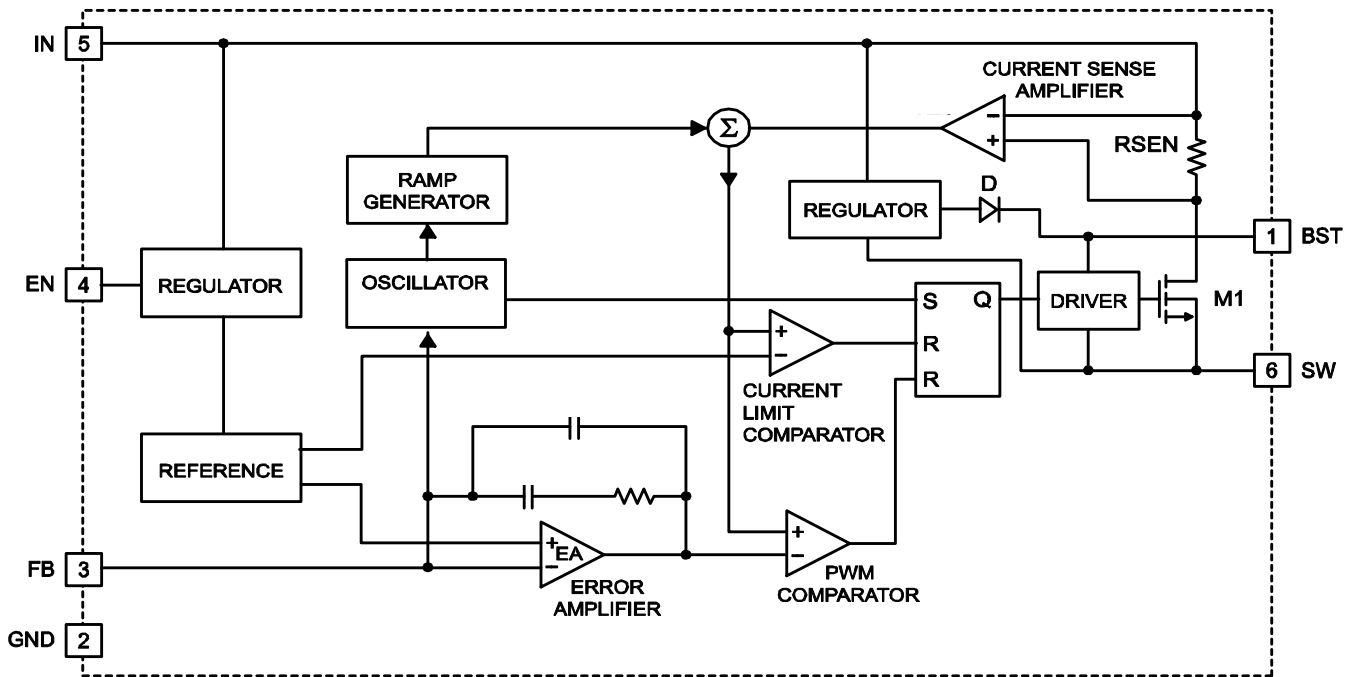 IN 5
CURRENT SENSE
AMPLIFIER
−
+
RSEN
Σ
RAMP
GENERATOR
D
REGULATOR
1 BST
EN 4
REGULATOR
OSCILLATOR
S Q
DRIVER
M1
+
−
R
R
6 SW
CURRENT
LIMIT
COMPARATOR
REFERENCE
+
−
EA
+
−
FB 3
ERROR
AMPLIFIER
PWM
COMPARATOR
GND 2